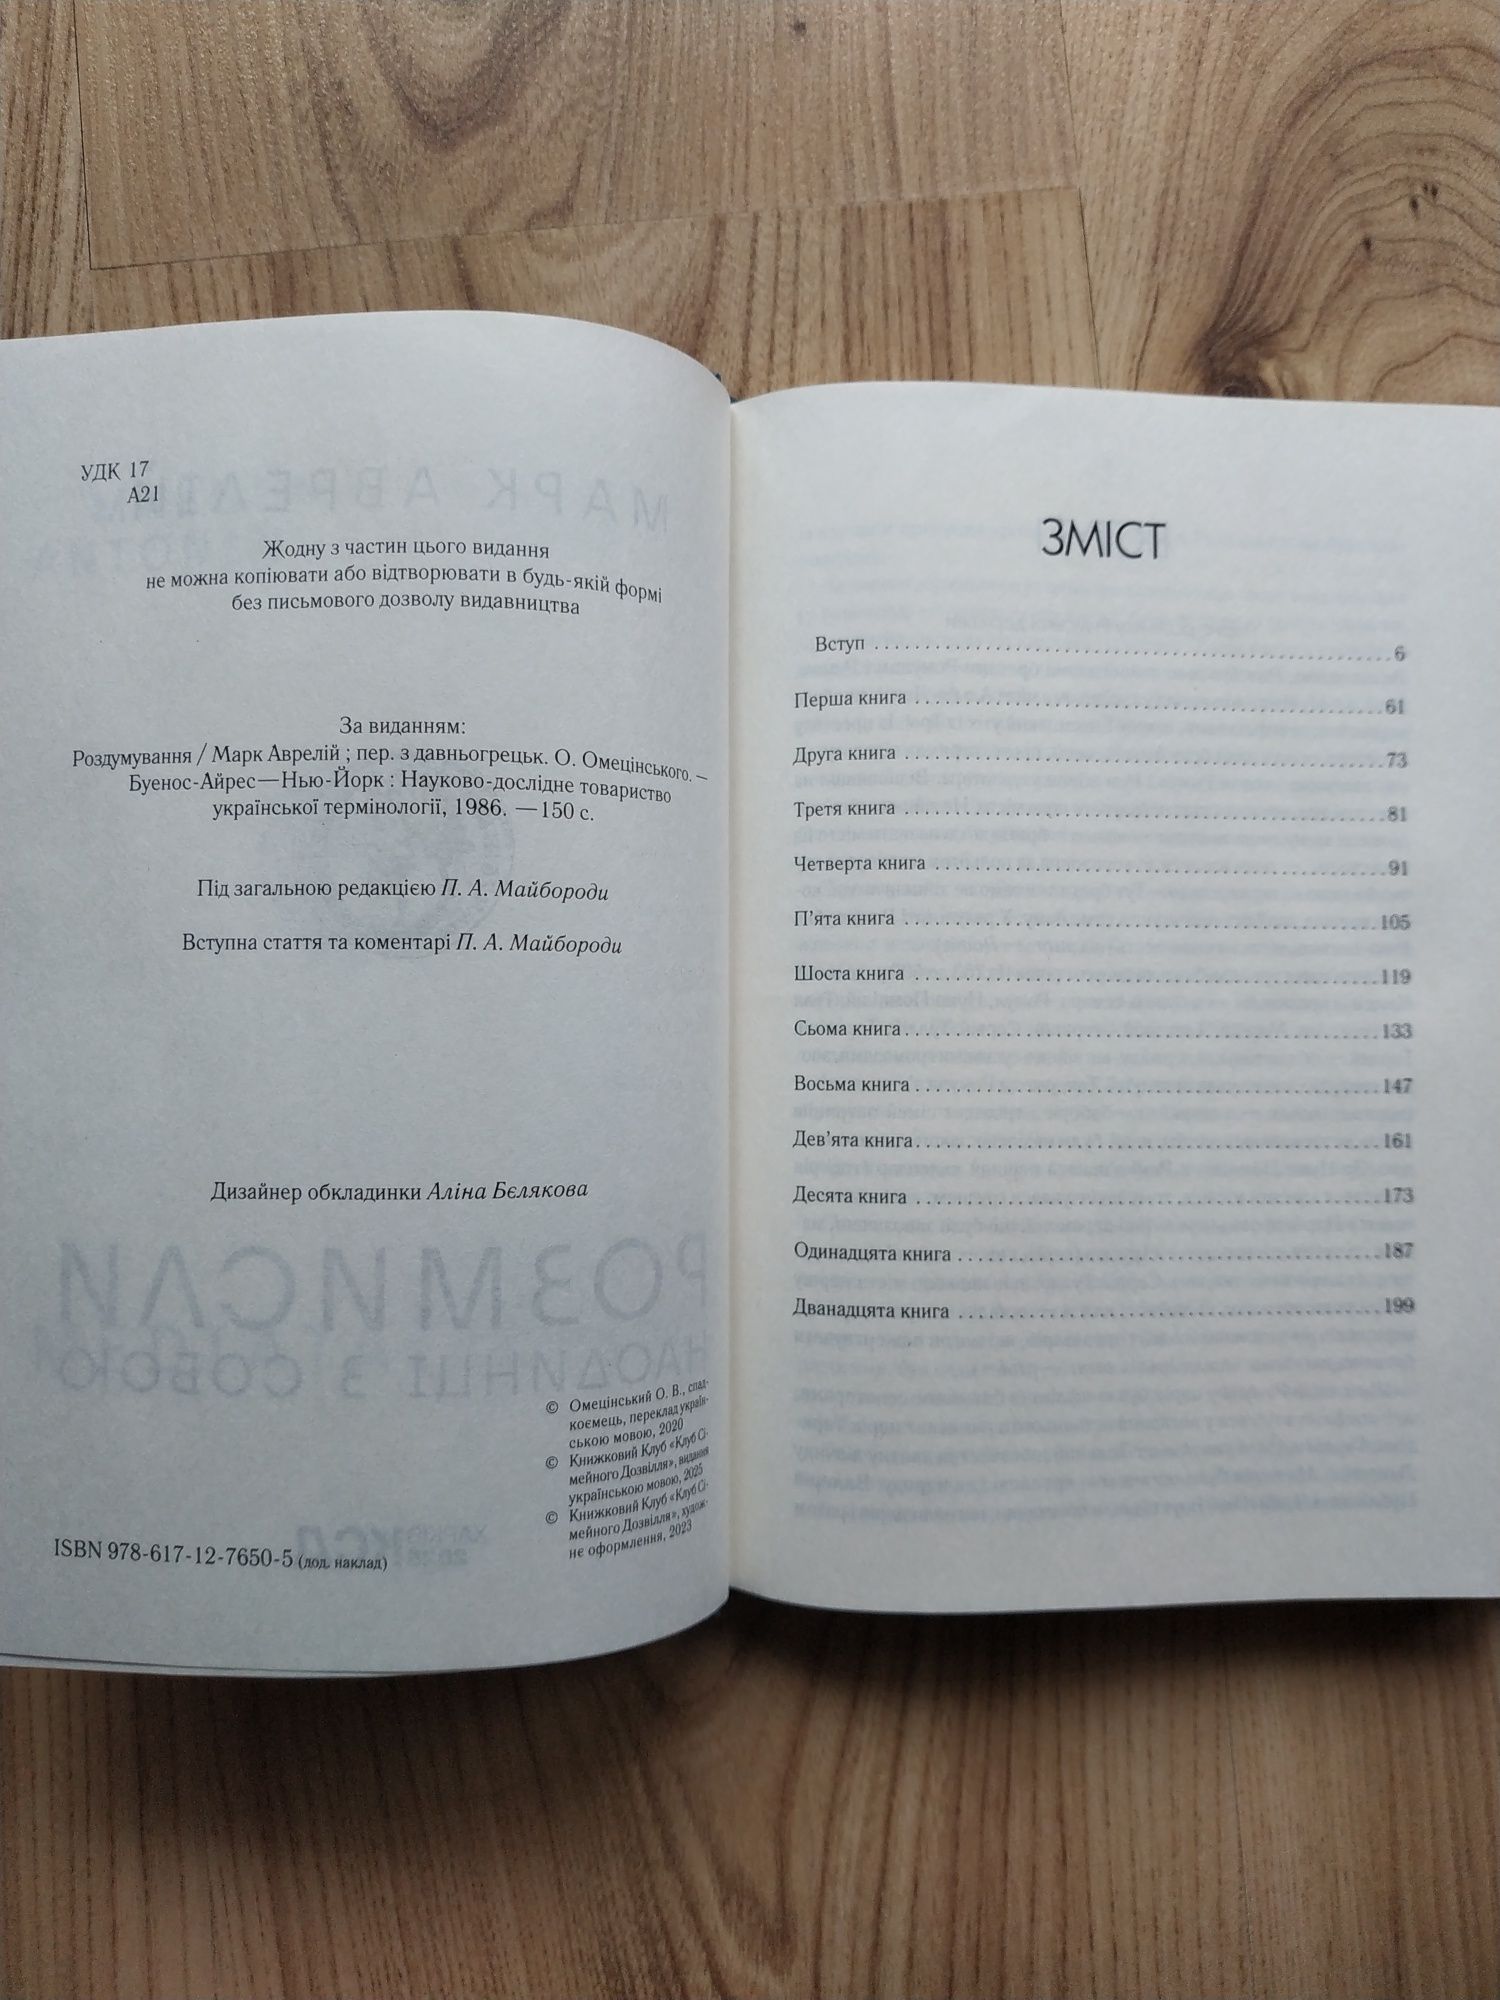 УДК 17
А21
Жодну з частин цього видання
не можна копіювати або відтворювати в будь-якій формі
без письмового дозволу видавництва
За виданням:
Роздумування / Марк Аврелій ; пер. з давньогрецьк. О. Омецінського. —
Буенос-Айрес—Нью-Йорк : Науково-дослідне товариство
української термінології, 1986. — 150 с.
Під загальною редакцією П. А. Майбороди
Вступна стаття та коментарі П. А. Майбороди
Дизайнер обкладинки Аліна Бєлякова
© Омецінський О. В., спад-
коємець, переклад україн-
ською мовою, 2020
© Книжковий Клуб «Клуб Сі-
мейного Дозвілля», видання
українською мовою, 2025
© Книжковий Клуб «Клуб Сі-
мейного Дозвілля», худож-
нє оформлення, 2023
ISBN 978-617-12-7650-5 (дод. наклад)
ЗМІСТ
Вступ . . . . . . . . . . 6
Перша книга . . . . . . . . . . 61
Друга книга . . . . . . . . . . 73
Третя книга . . . . . . . . . . 81
Четверта книга . . . . . . . . . . 91
П'ята книга . . . . . . . . . . 105
Шоста книга . . . . . . . . . . 119
Сьома книга . . . . . . . . . . 133
Восьма книга . . . . . . . . . . 147
Дев'ята книга . . . . . . . . . . 161
Десята книга . . . . . . . . . . 173
Одинадцята книга . . . . . . . . . . 187
Дванадцята книга . . . . . . . . . . 199